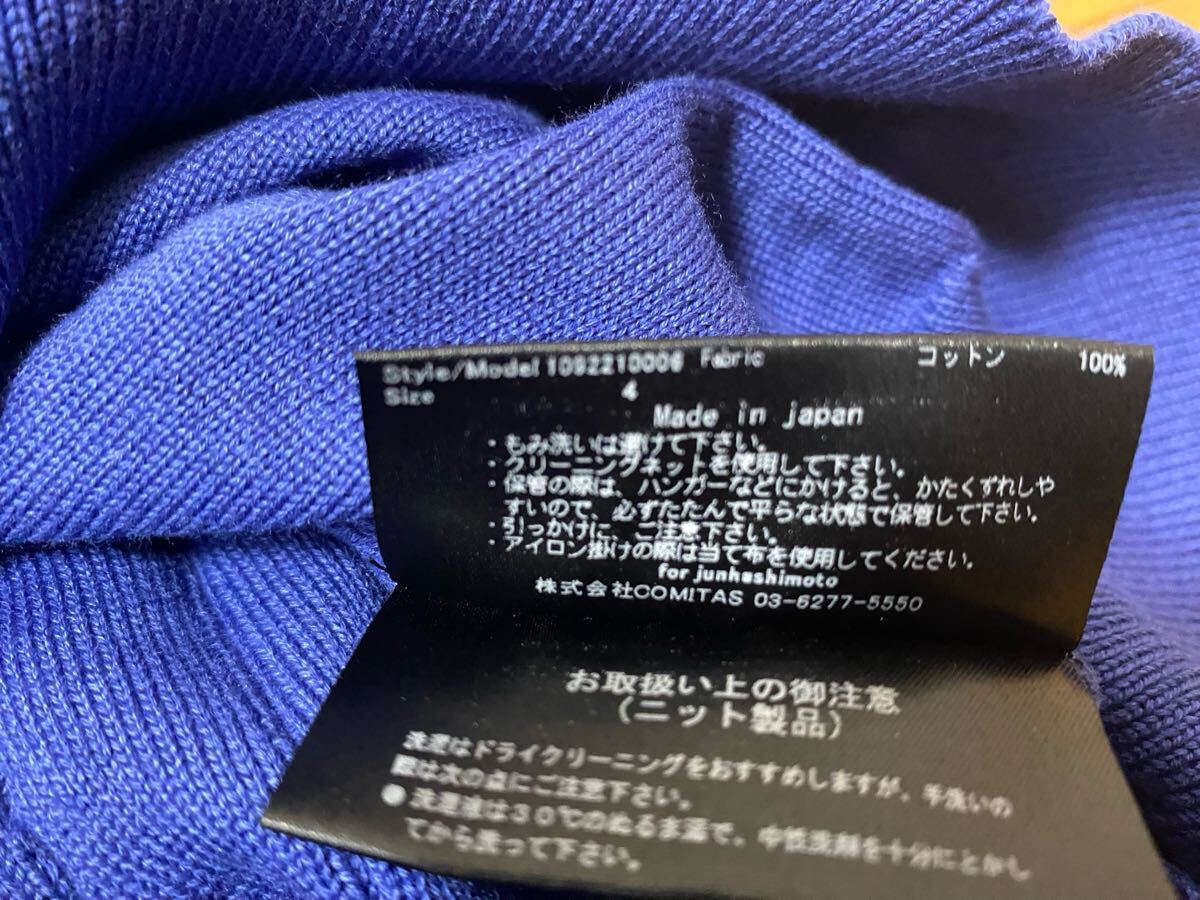 Style/Model 1092210006 Fabric コットン 100%
Size 4
Made in japan
・もみ洗いは避けて下さい。
・クリーニングネットを使用して下さい。
・保管の際は、ハンガーなどにかけると、かたくずれしや
すいので、必ずたたんで平らな状態で保管して下さい。
・引っかけに、ご注意下さい。
・アイロン掛けの際は当て布を使用してください。
for junhashimoto
株式会社COMITAS 03-6277-5550
お取扱い上の御注意
(ニット製品)
洗濯はドライクリーニングをおすすめしますが、手洗いの
際は次の点にご注意下さい。
●洗濯液は30℃のぬるま湯で、中性洗剤を十分にとかし
てから洗って下さい。